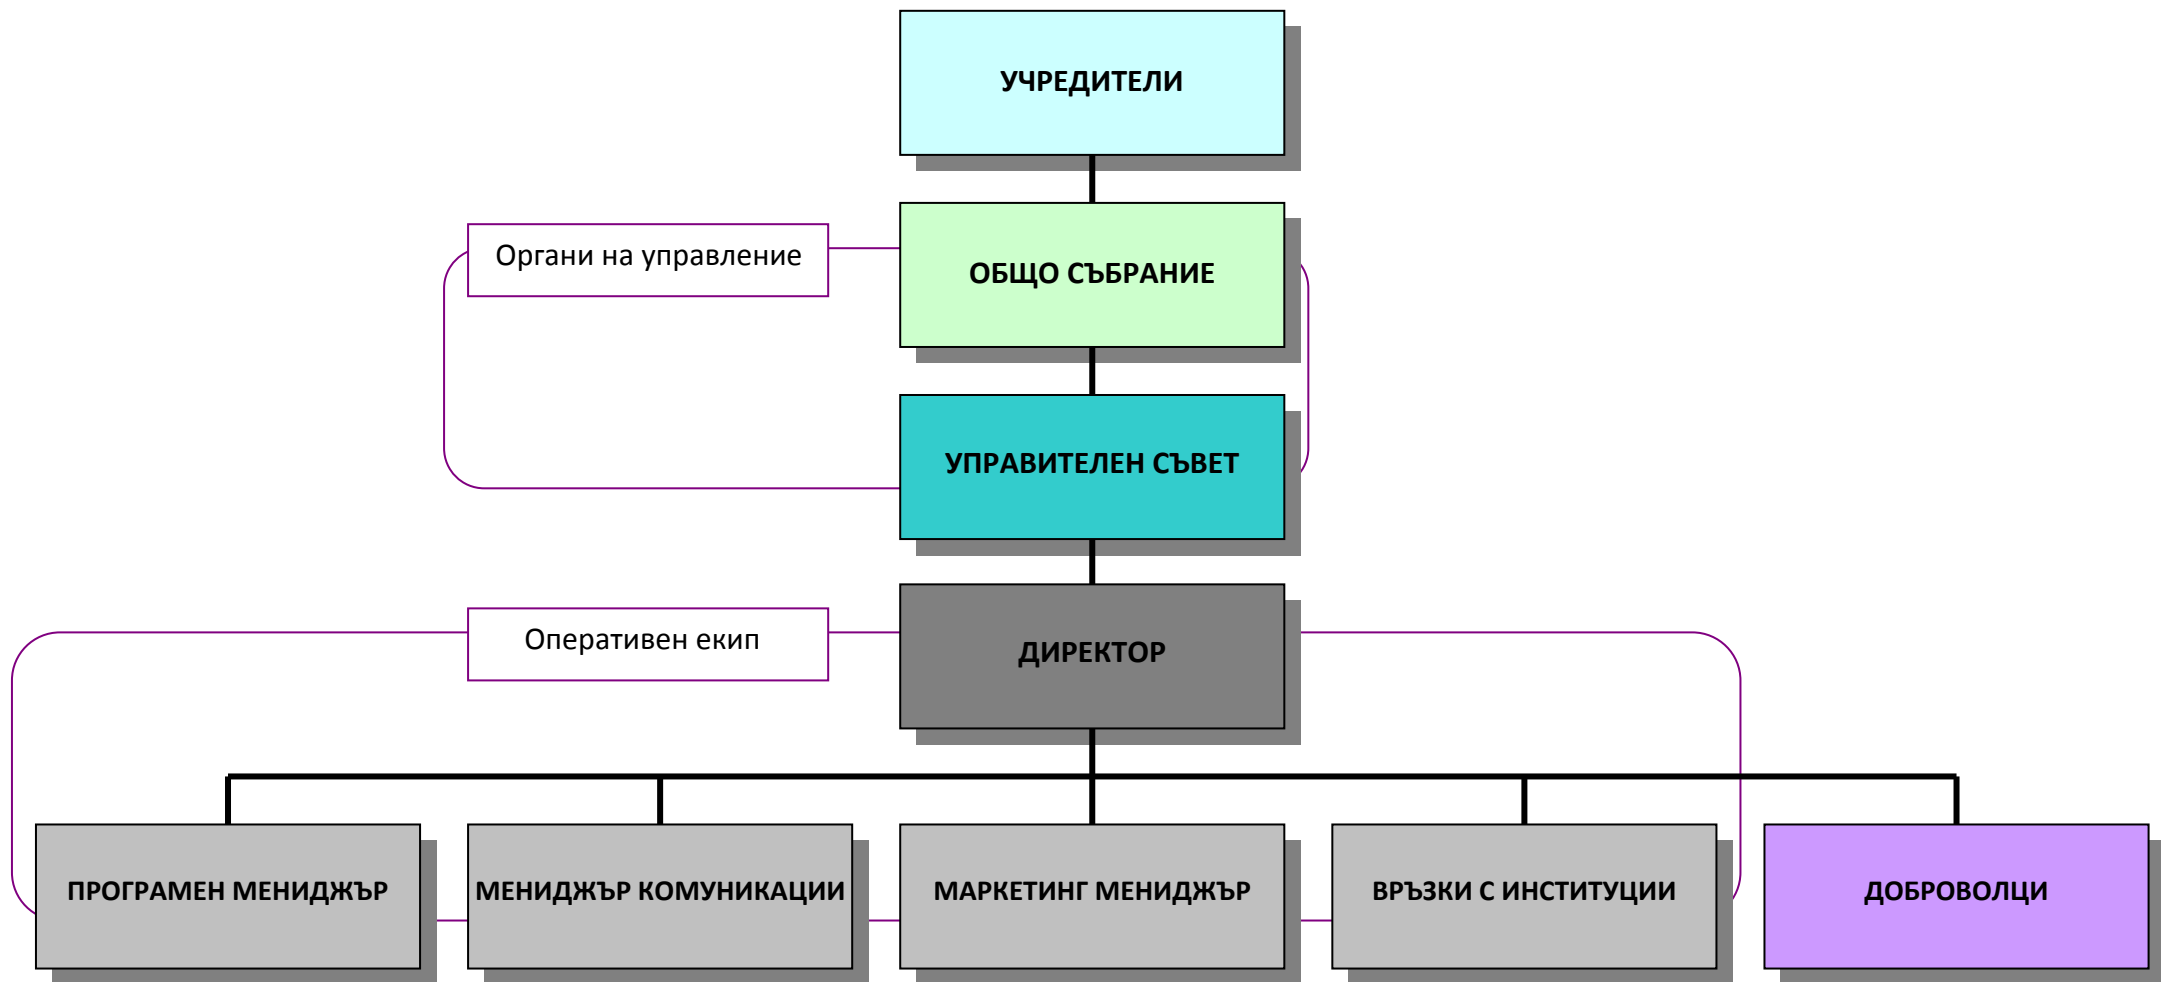 УЧРЕДИТЕЛИ
Органи на управление
ОБЩО СЪБРАНИЕ
УПРАВИТЕЛЕН СЪВЕТ
Оперативен екип
ДИРЕКТОР
ПРОГРАМЕН МЕНИДЖЪР
МЕНИДЖЪР КОМУНИКАЦИИ
МАРКЕТИНГ МЕНИДЖЪР
ВРЪЗКИ С ИНСТИТУЦИИ
ДОБРОВОЛЦИ